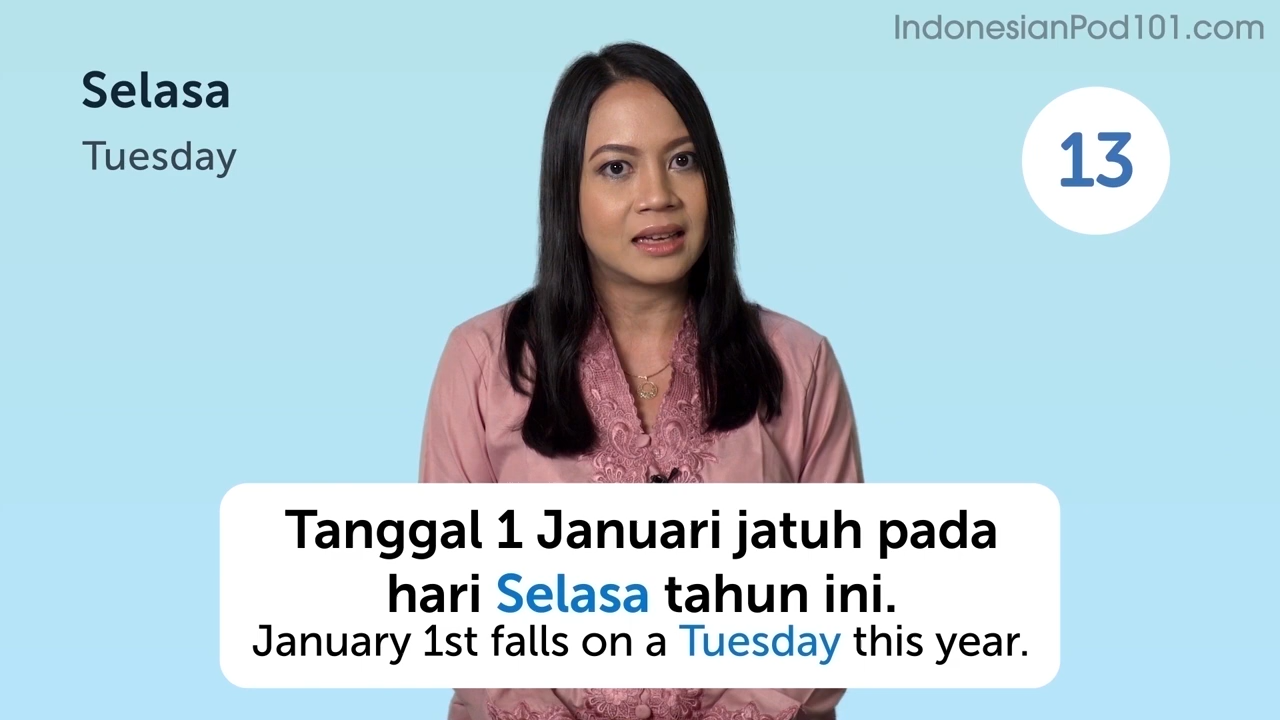 IndonesianPod101.com
Selasa
Tuesday
13
Tanggal 1 Januari jatuh pada
hari Selasa tahun ini.
January 1st falls on a Tuesday this year.